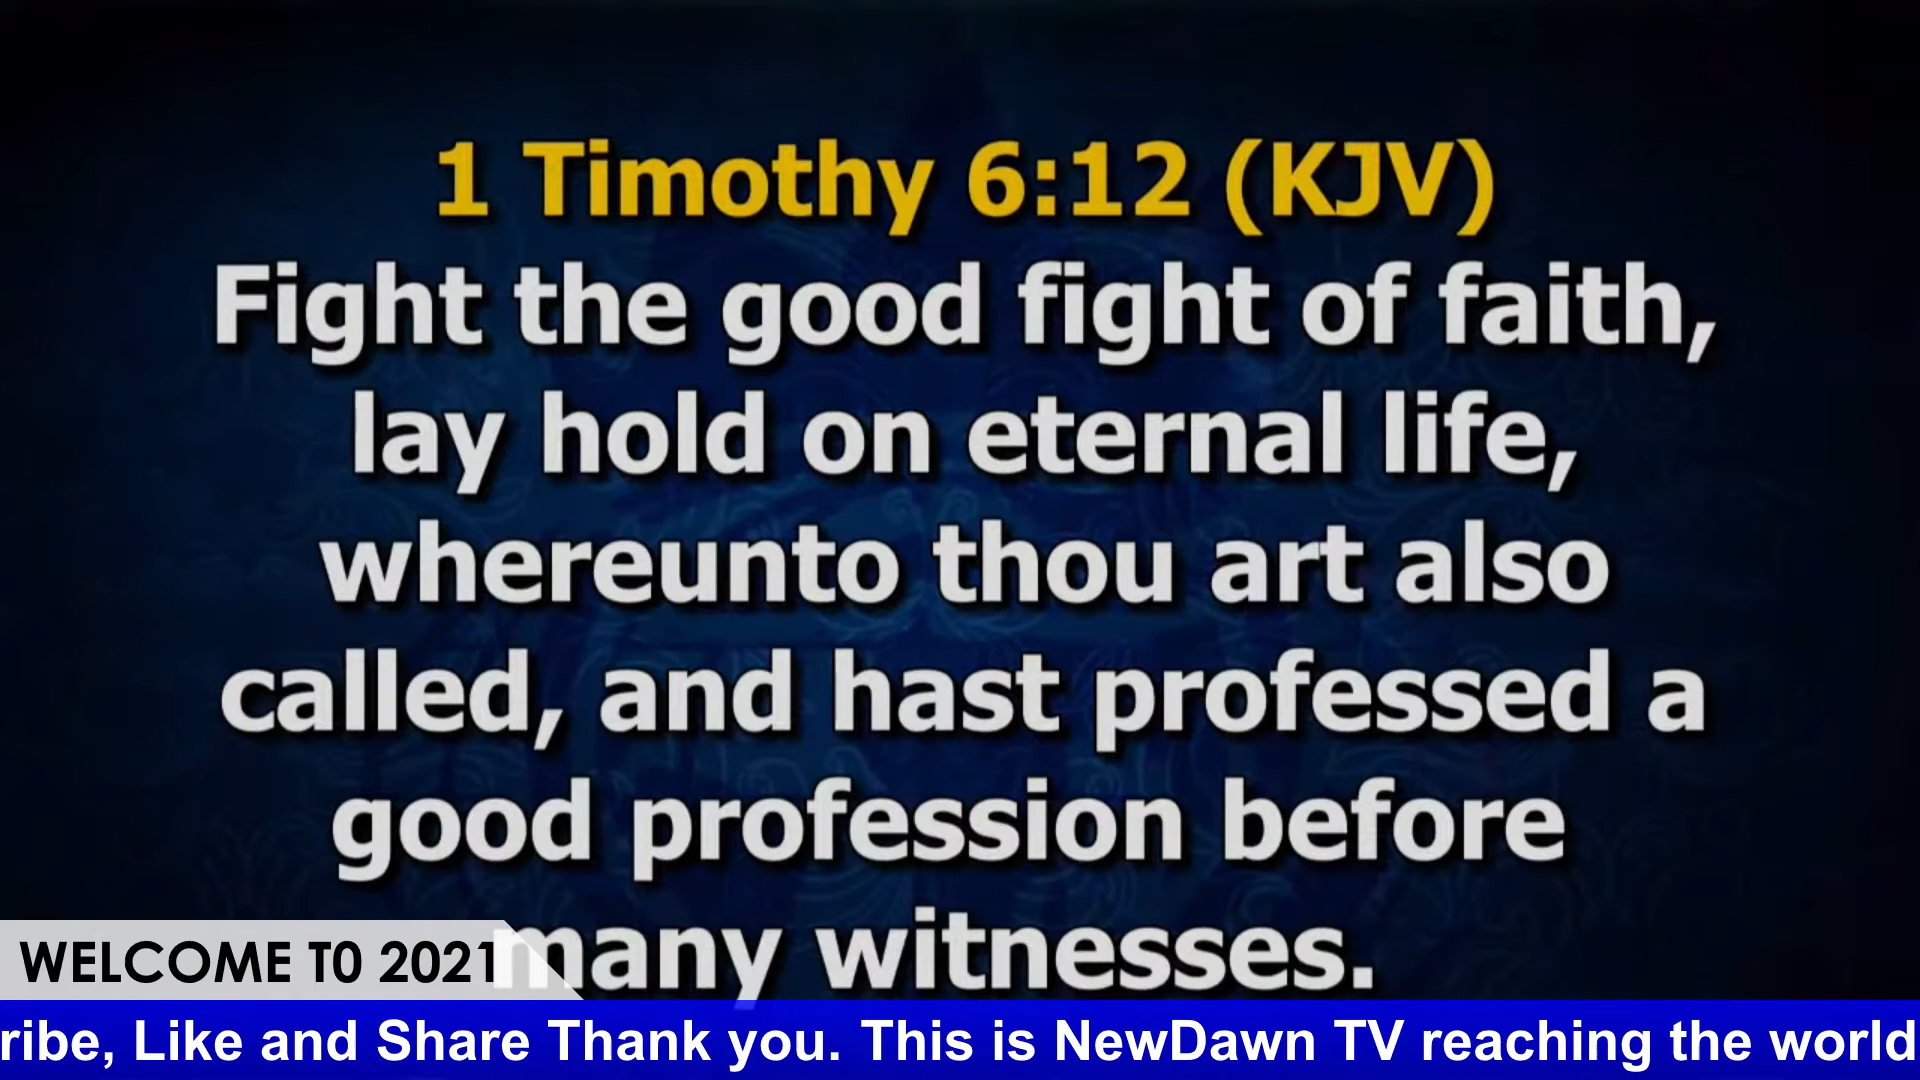 1 Timothy 6:12 (KJV)
Fight the good fight of faith,
lay hold on eternal life,
whereunto thou art also
called, and hast professed a
good profession before
many witnesses.
WELCOME T0 2021
ribe, Like and Share Thank you. This is NewDawn TV reaching the world